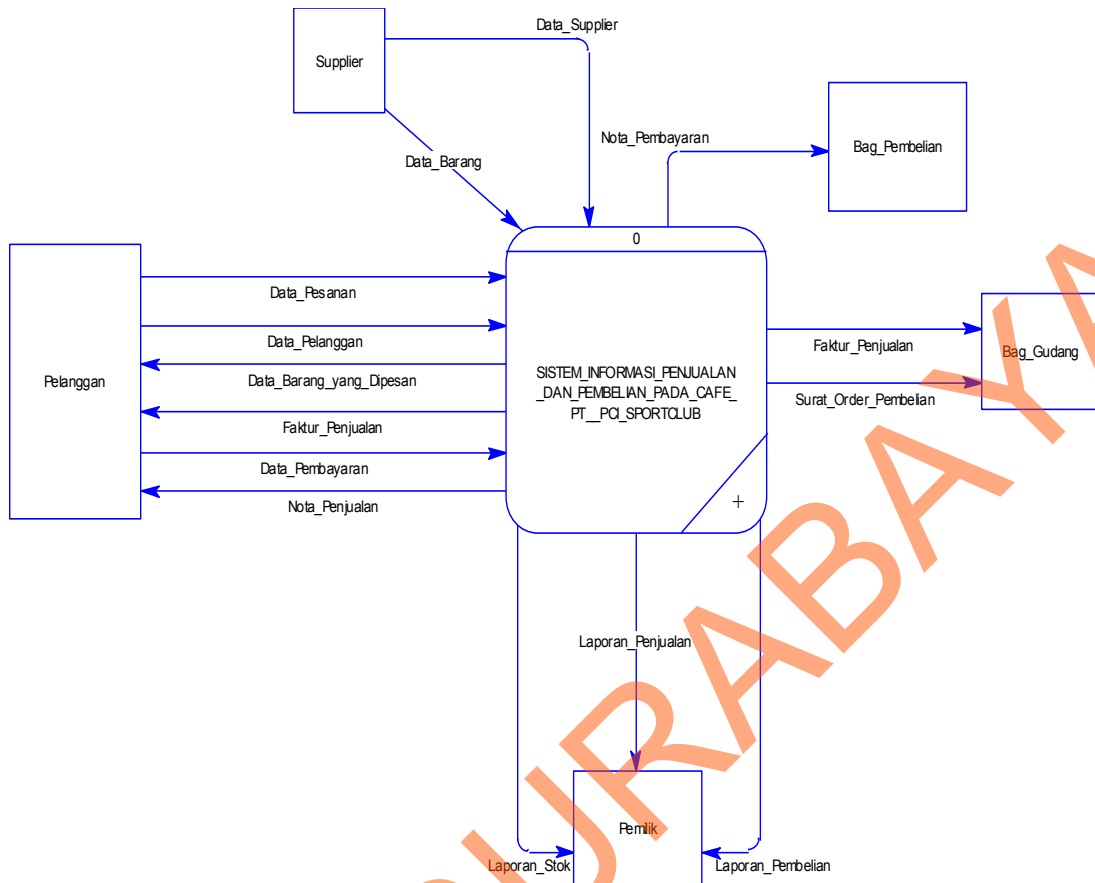 Data_Supplier
Supplier
Nota_Pembayaran
Bag_Pembelian
Data_Barang
0
Data_Pesanan
Data_Pelanggan
Faktur_Penjualan
Bag_Gudang
Pelanggan
Data_Barang_yang_Dipesan
SISTEM_INFORMASI_PENJUALAN
_DAN_PEMBELIAN_PADA_CAFE_
PT__PCI_SPORTCLUB
Surat_Order_Pembelian
Faktur_Penjualan
Data_Pembayaran
Nota_Penjualan
+
Laporan_Penjualan
Pemilik
Laporan_Stok
Laporan_Pembelian
SURABAYA